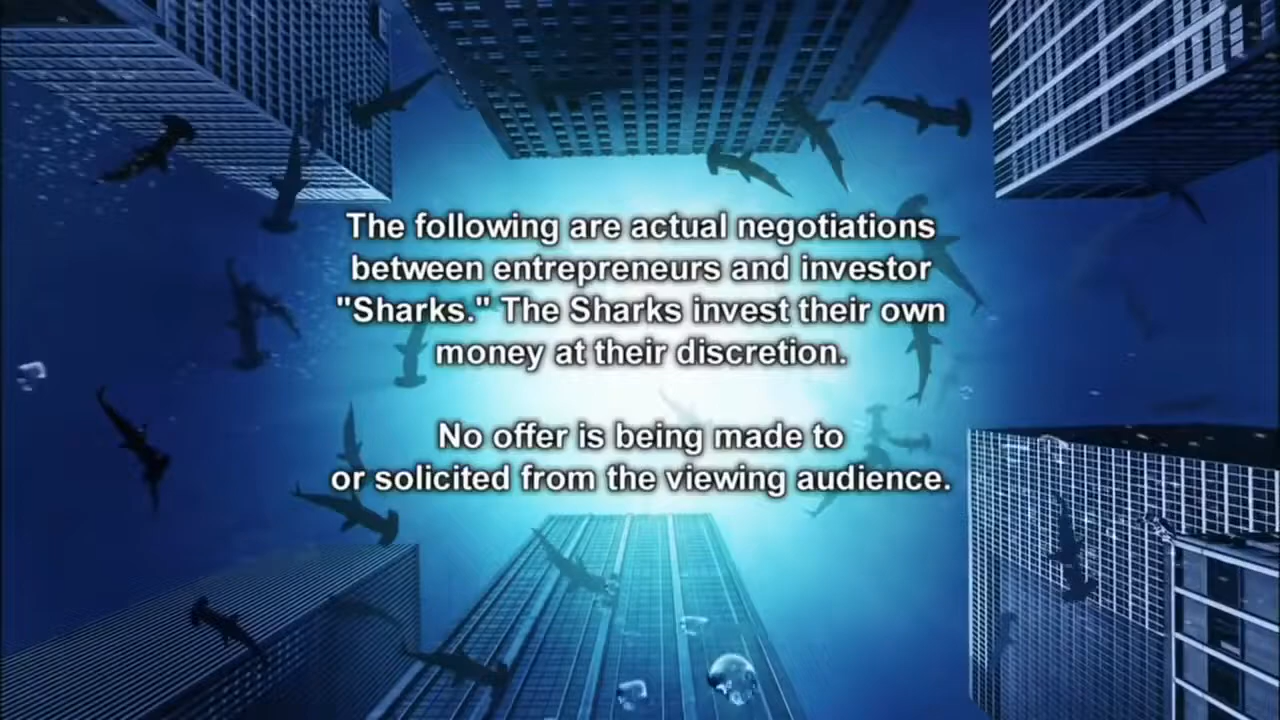 The following are actual negotiations
between entrepreneurs and investor
"Sharks." The Sharks invest their own
money at their discretion.
No offer is being made to
or solicited from the viewing audience.